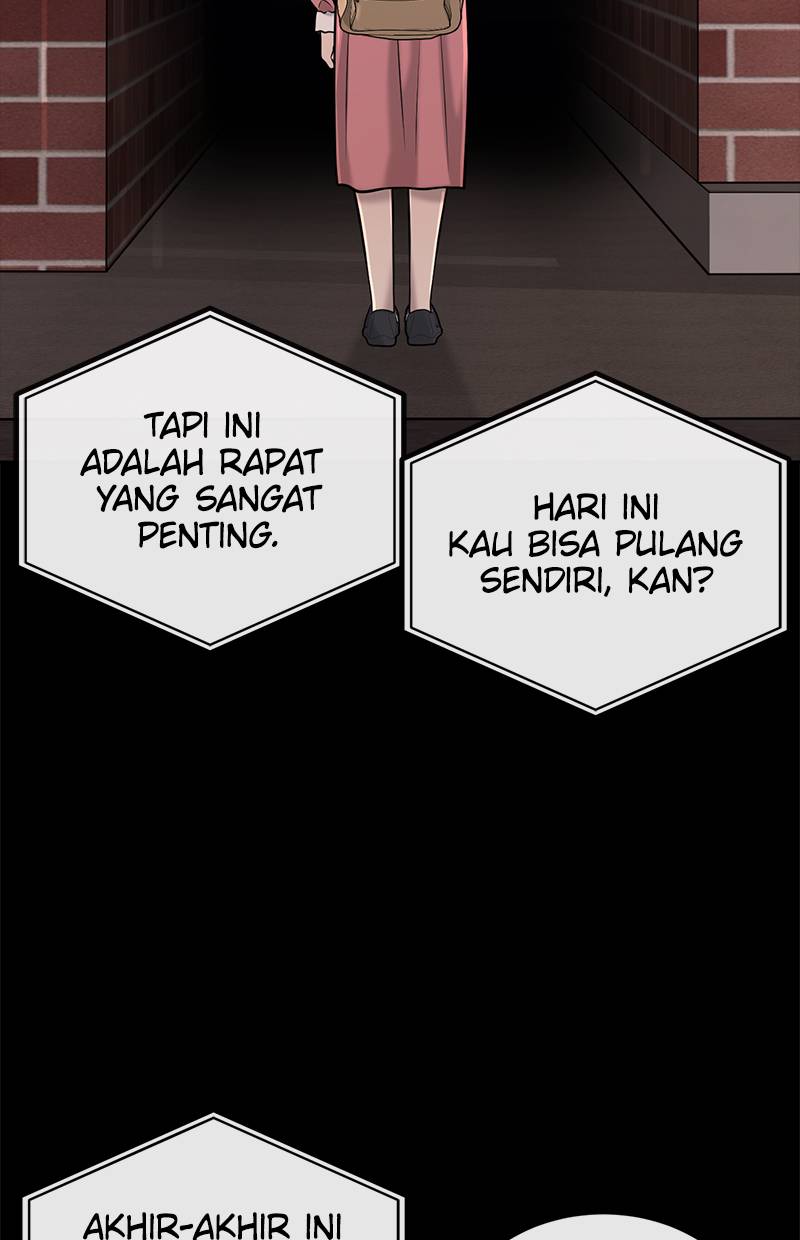 TAPI INI
ADALAH RAPAT
YANG SANGAT
PENTING.
HARI INI
KAU BISA PULANG
SENDIRI, KAN?
AKHIR-AKHIR INI